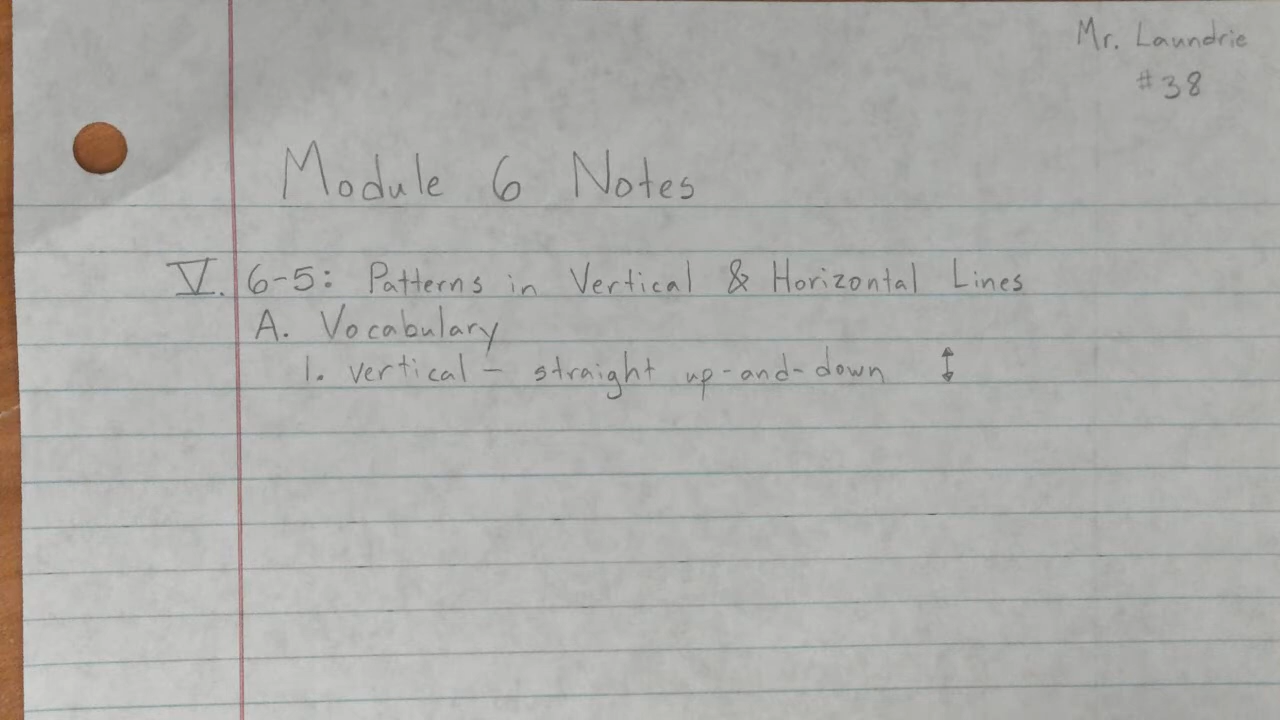 Mr. Laundrie
#38
Module 6 Notes
V. 6-5: Patterns in Vertical & Horizontal Lines
A. Vocabulary
1. vertical - straight up-and-down ↕